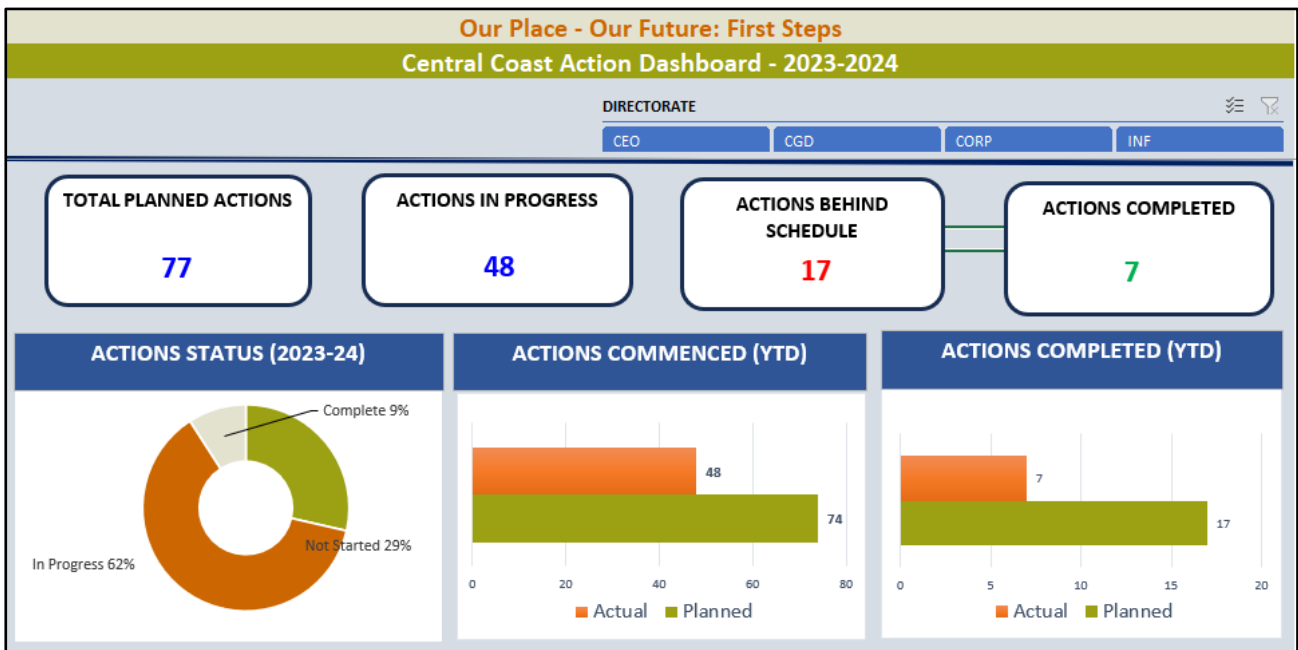 Our Place - Our Future: First Steps
Central Coast Action Dashboard - 2023-2024
DIRECTORATE
CEO
CGD
CORP
INF
TOTAL PLANNED ACTIONS
77
ACTIONS IN PROGRESS
48
ACTIONS BEHIND
SCHEDULE
17
ACTIONS COMPLETED
7
ACTIONS STATUS (2023-24)
Complete 9%
Not Started 29%
In Progress 62%
ACTIONS COMMENCED (YTD)
48
74
0 20 40 60 80
Actual Planned
ACTIONS COMPLETED (YTD)
7
17
0 5 10 15 20
Actual Planned